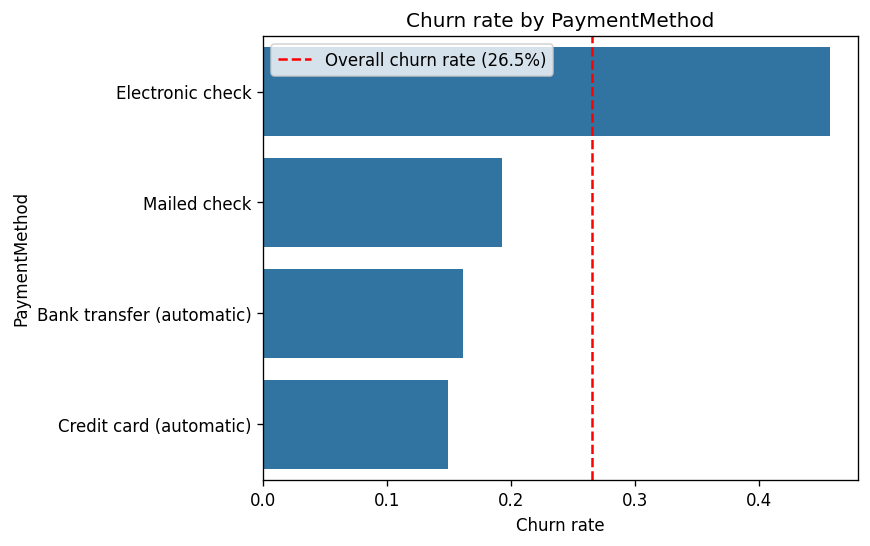 Churn rate by PaymentMethod
Overall churn rate (26.5%)
Electronic check
Mailed check
Bank transfer (automatic)
Credit card (automatic)
PaymentMethod
0.0 0.1 0.2 0.3 0.4
Churn rate